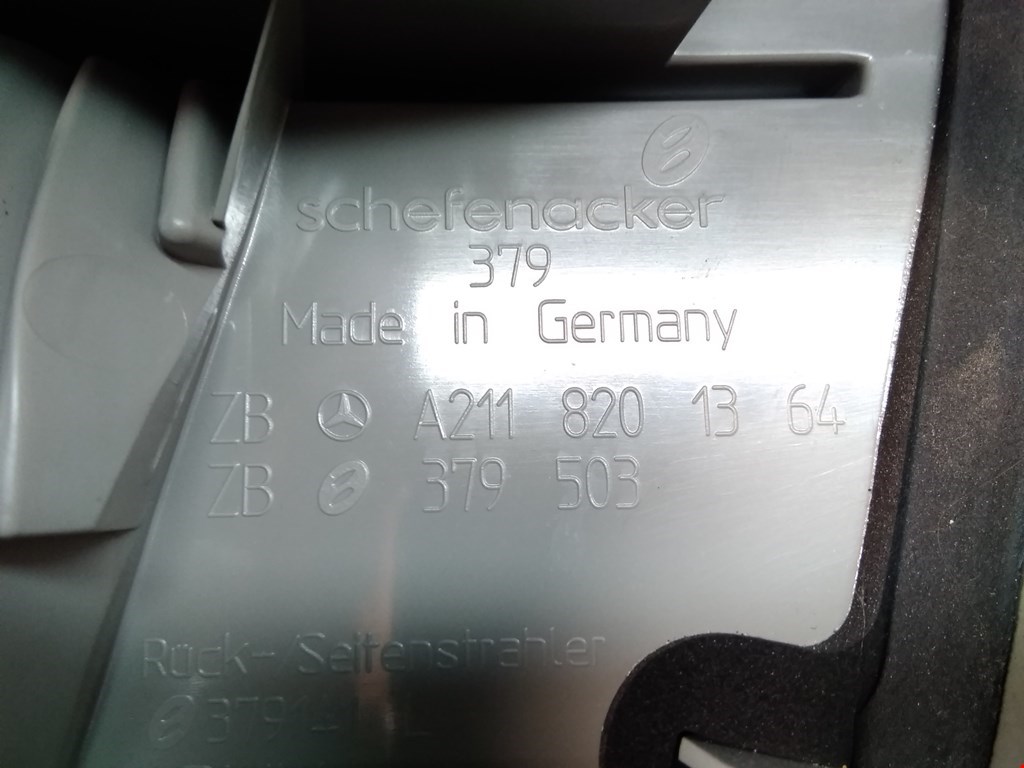 schefenacker
379
Made in Germany
ZB A211 820 13 64
ZB 379 503
Rück- Seitenstrahler